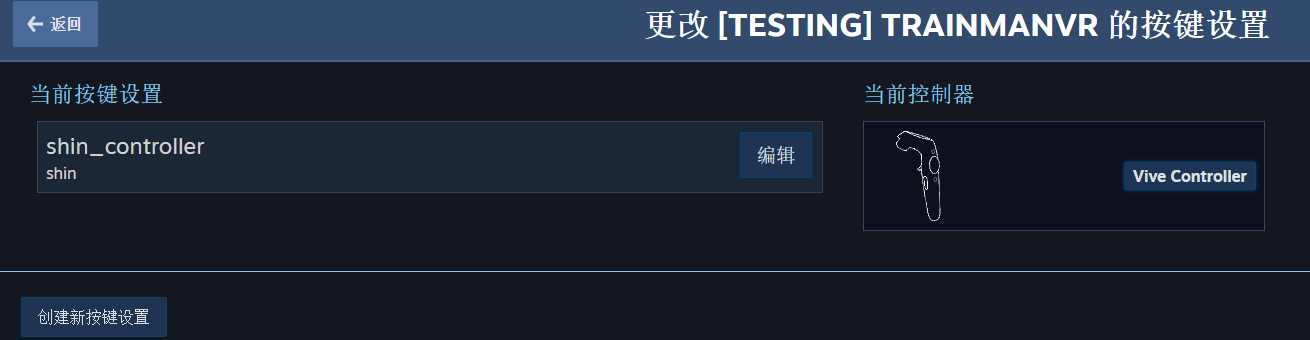 返回
更改 [TESTING] TRAINMANVR 的按键设置
当前按键设置
shin_controller
shin
编辑
当前控制器
Vive Controller
创建新按键设置